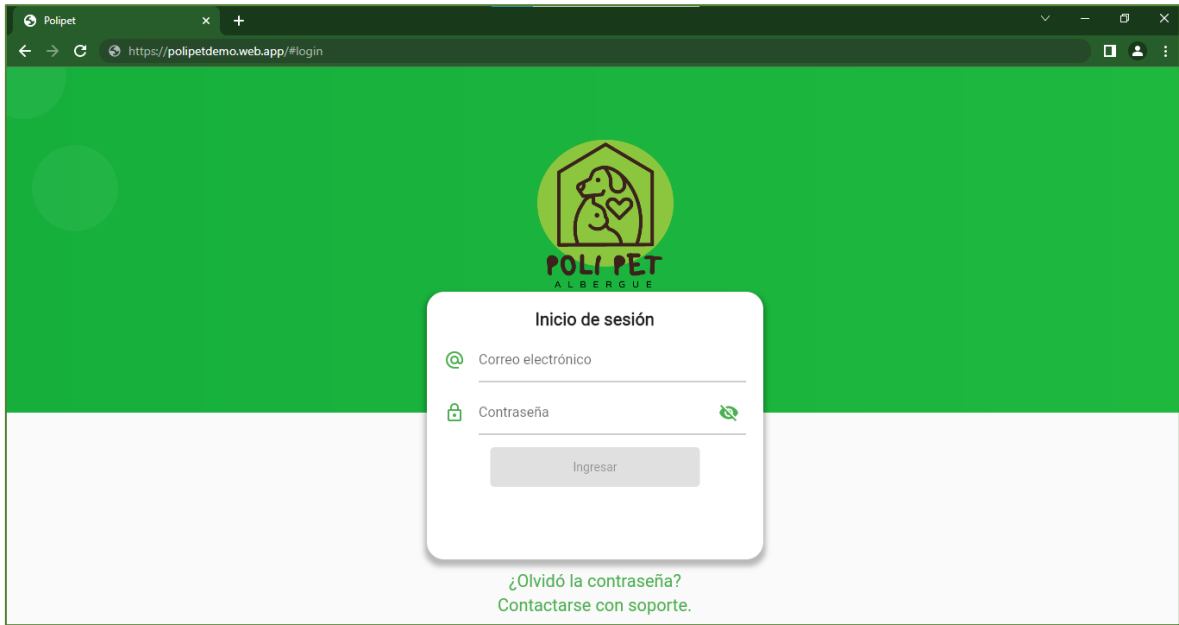 Polipet
https://polipetdemo.web.app/#login
POLI PET
ALBERGUE
Inicio de sesión
Correo electrónico
Contraseña
Ingresar
¿Olvidó la contraseña?
Contactarse con soporte.